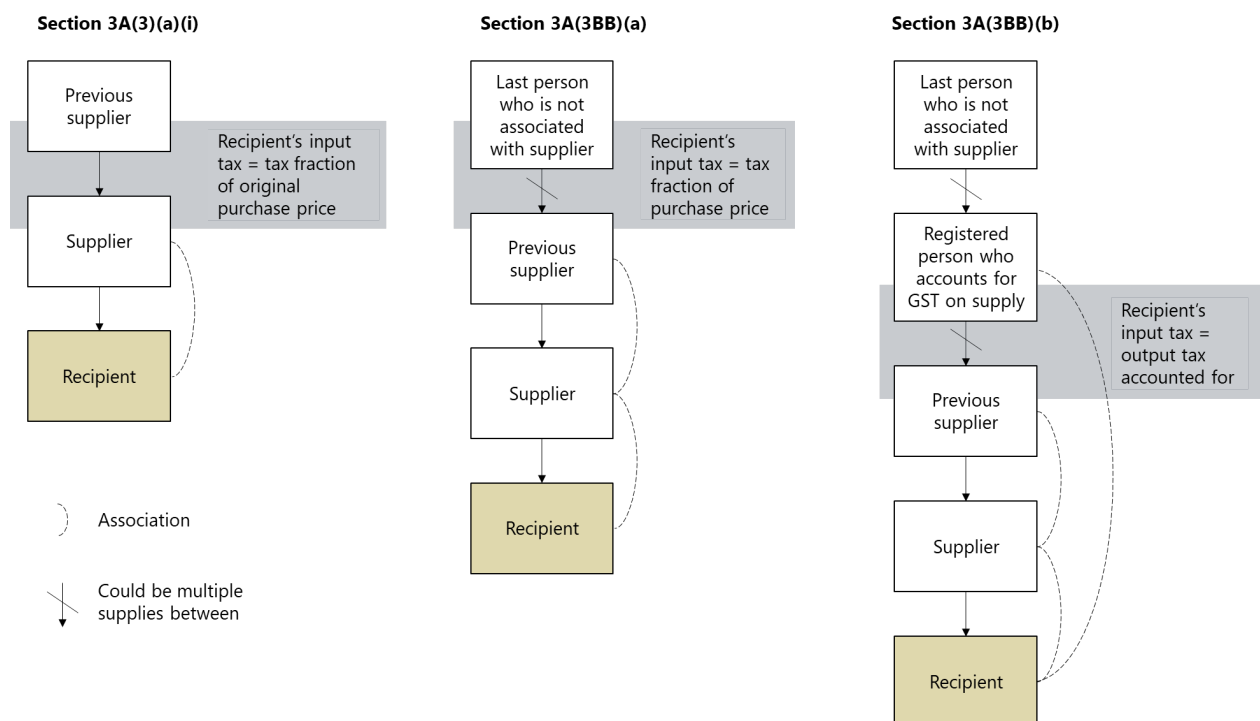 Section 3A(3)(a)(i)
Previous
supplier
Recipient's input
tax = tax fraction
of original
purchase price
Supplier
Recipient
Association
Could be multiple
supplies between
Section 3A(3BB)(a)
Last person
who is not
associated
with supplier
Recipient's
input tax = tax
fraction of
purchase price
Previous
supplier
Supplier
Recipient
Section 3A(3BB)(b)
Last person
who is not
associated
with supplier
Registered
person who
accounts for
GST on supply
Recipient's
input tax =
output tax
accounted for
Previous
supplier
Supplier
Recipient